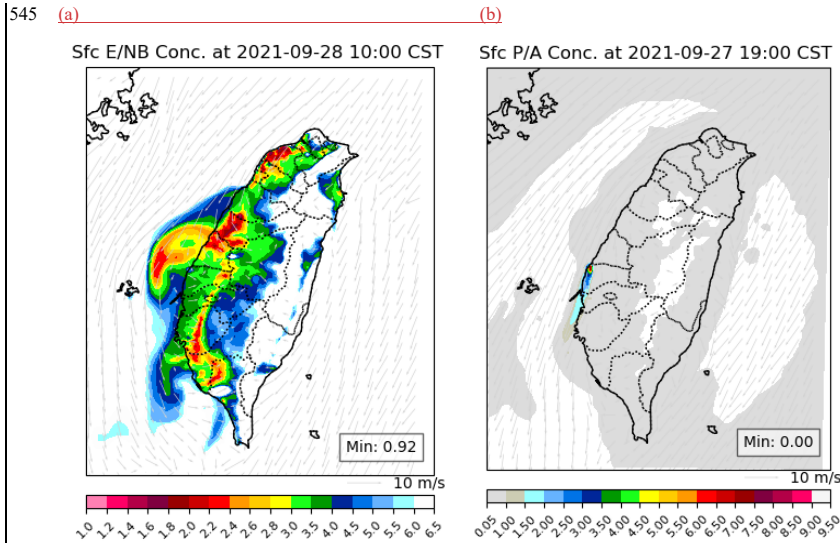 545 (a) (b)
Sfc E/NB Conc. at 2021-09-28 10:00 CST Sfc P/A Conc. at 2021-09-27 19:00 CST
Min: 0.92 Min: 0.00
10 m/s 10 m/s
1.0 1.2 1.4 1.6 1.8 2.0 2.2 2.4 2.6 2.8 3.0 3.5 4.0 4.5 5.0 5.5 6.0 6.5
0.05 1.00 1.50 2.00 2.50 3.00 3.50 4.00 4.50 5.00 5.50 6.00 6.50 7.00 7.50 8.00 8.50 9.00 9.50